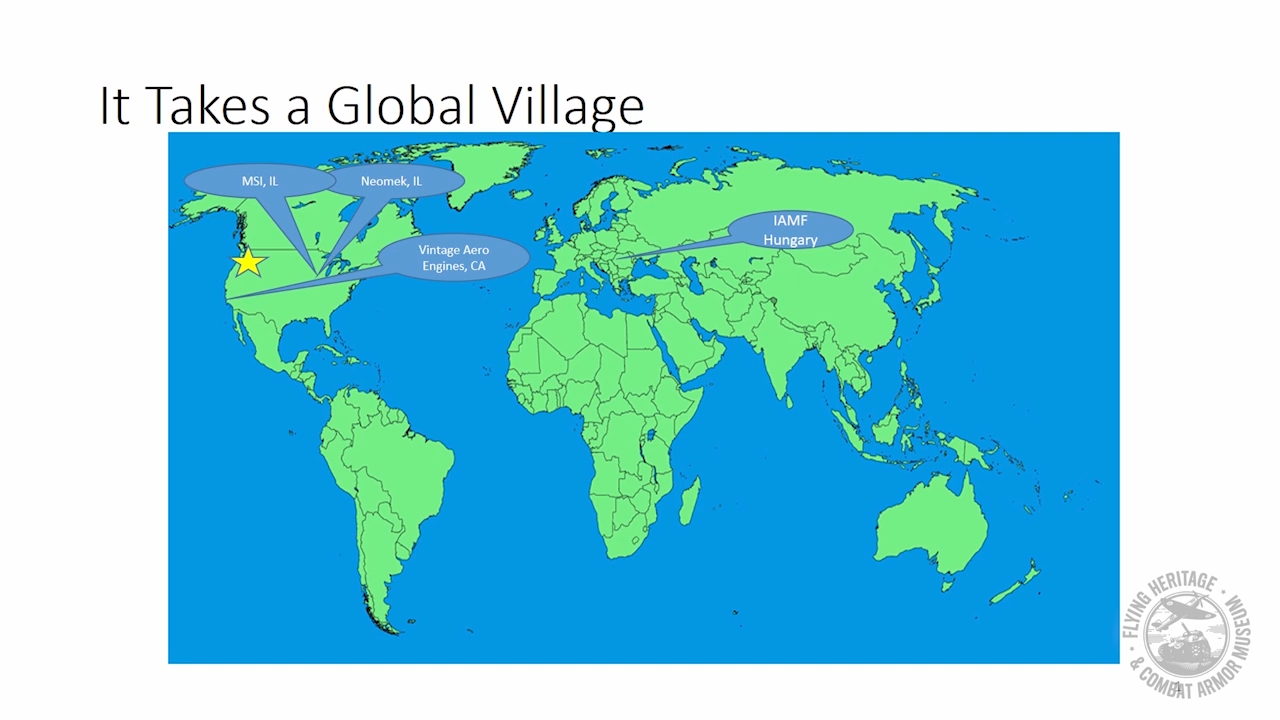 It Takes a Global Village
MSI, IL
Neomek, IL
IAMF
Hungary
Vintage Aero
Engines, CA
FLYING HERITAGE
& COMBAT ARMOR MUSEUM